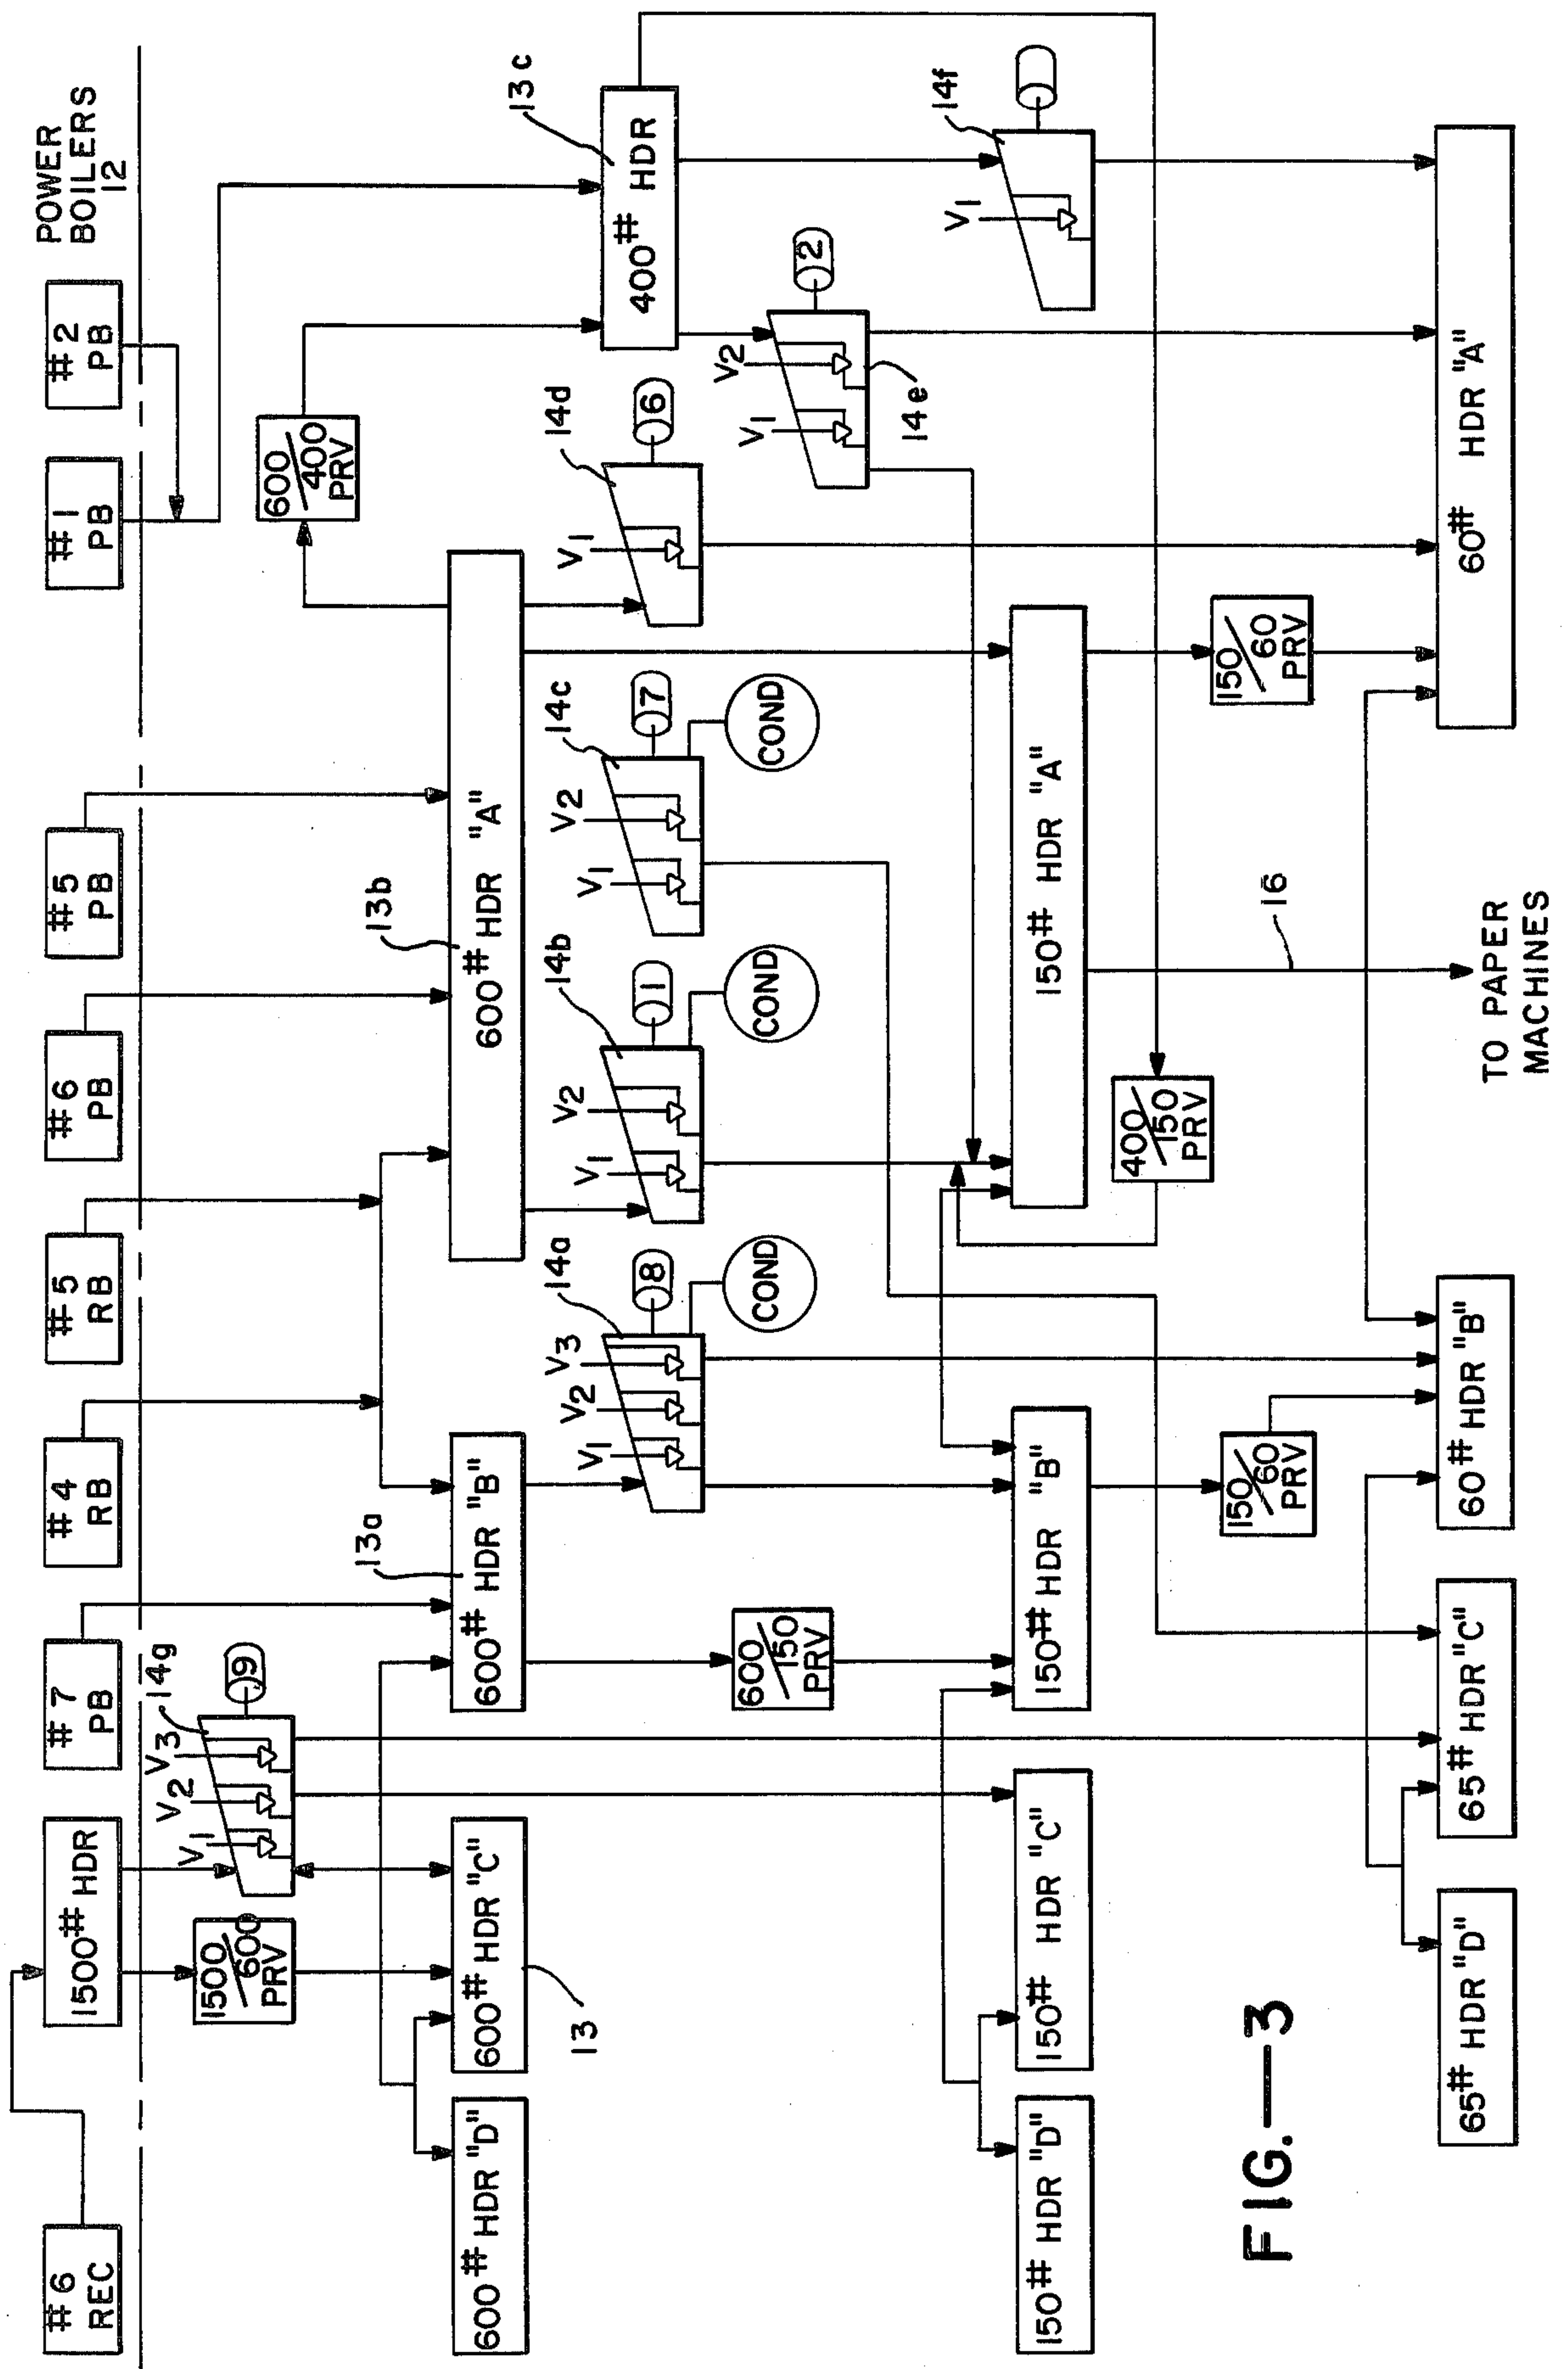 POWER
BOILERS
12
#6
REC
1500# HDR
#7
PB
#4
RB
#5
RB
#6
PB
#5
PB
#1
PB
#2
PB
1500/600
PRV
V1
V2
V3
14g
9
600/400
PRV
600# HDR "D"
600# HDR "C"
13
600# HDR "B"
13a
600# HDR "A"
13b
400# HDR
13c
V1
V2
V3
14a
8
COND
V1
V2
14b
1
COND
V1
V2
14c
7
COND
V1
14d
6
V1
V2
14e
2
V1
14f
600/150
PRV
150# HDR "D"
150# HDR "C"
150# HDR "B"
150# HDR "A"
400/150
PRV
150/60
PRV
150/60
PRV
16
TO PAPER
MACHINES
65# HDR "D"
65# HDR "C"
60# HDR "B"
60# HDR "A"
FIG.—3